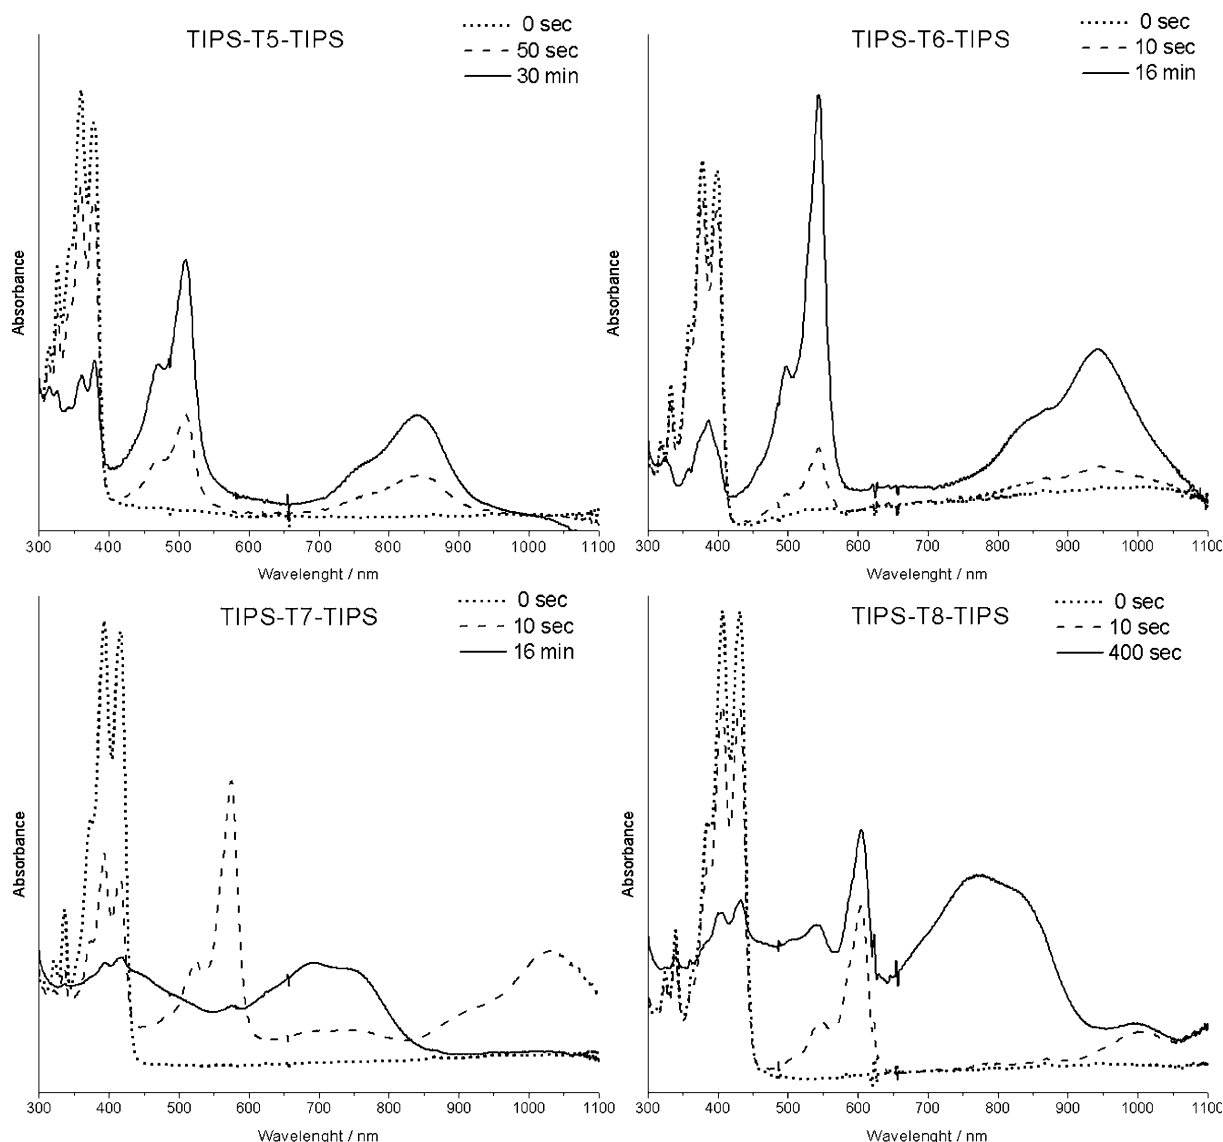 TIPS-T5-TIPS
0 sec
50 sec
30 min
Absorbance
300 400 500 600 700 800 900 1000 1100
Wavelenght / nm
TIPS-T6-TIPS
0 sec
10 sec
16 min
Absorbance
300 400 500 600 700 800 900 1000 1100
Wavelenght / nm
TIPS-T7-TIPS
0 sec
10 sec
16 min
Absorbance
300 400 500 600 700 800 900 1000 1100
Wavelenght / nm
TIPS-T8-TIPS
0 sec
10 sec
400 sec
Absorbance
300 400 500 600 700 800 900 1000 1100
Wavelenght / nm